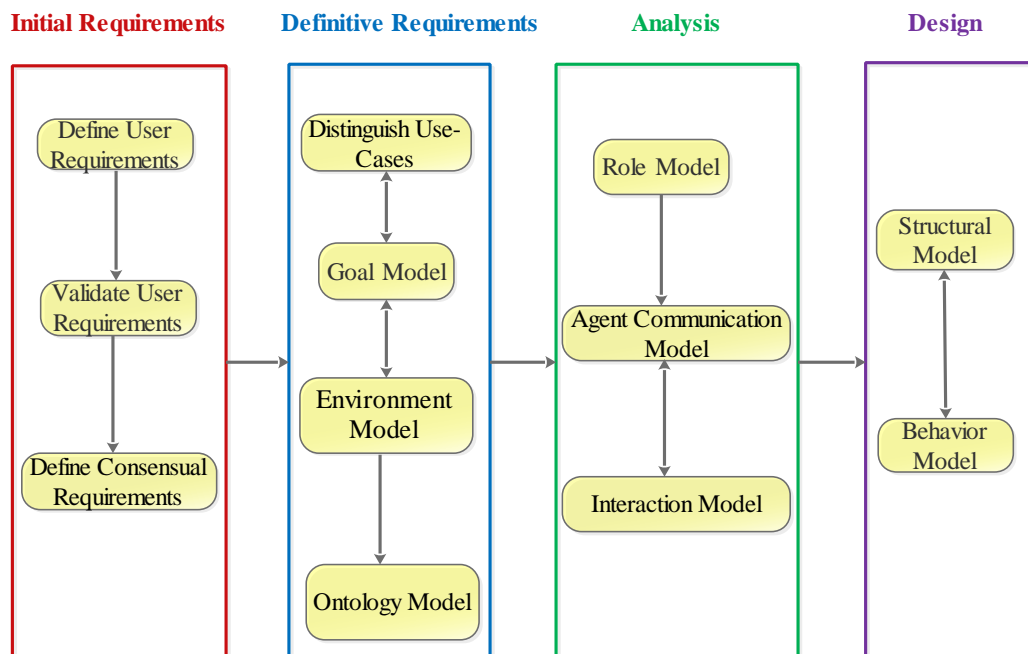 Initial Requirements
Definitive Requirements
Analysis
Design
Define User
Requirements
Validate User
Requirements
Define Consensual
Requirements
Distinguish Use-
Cases
Goal Model
Environment
Model
Ontology Model
Role Model
Agent Communication
Model
Interaction Model
Structural
Model
Behavior
Model